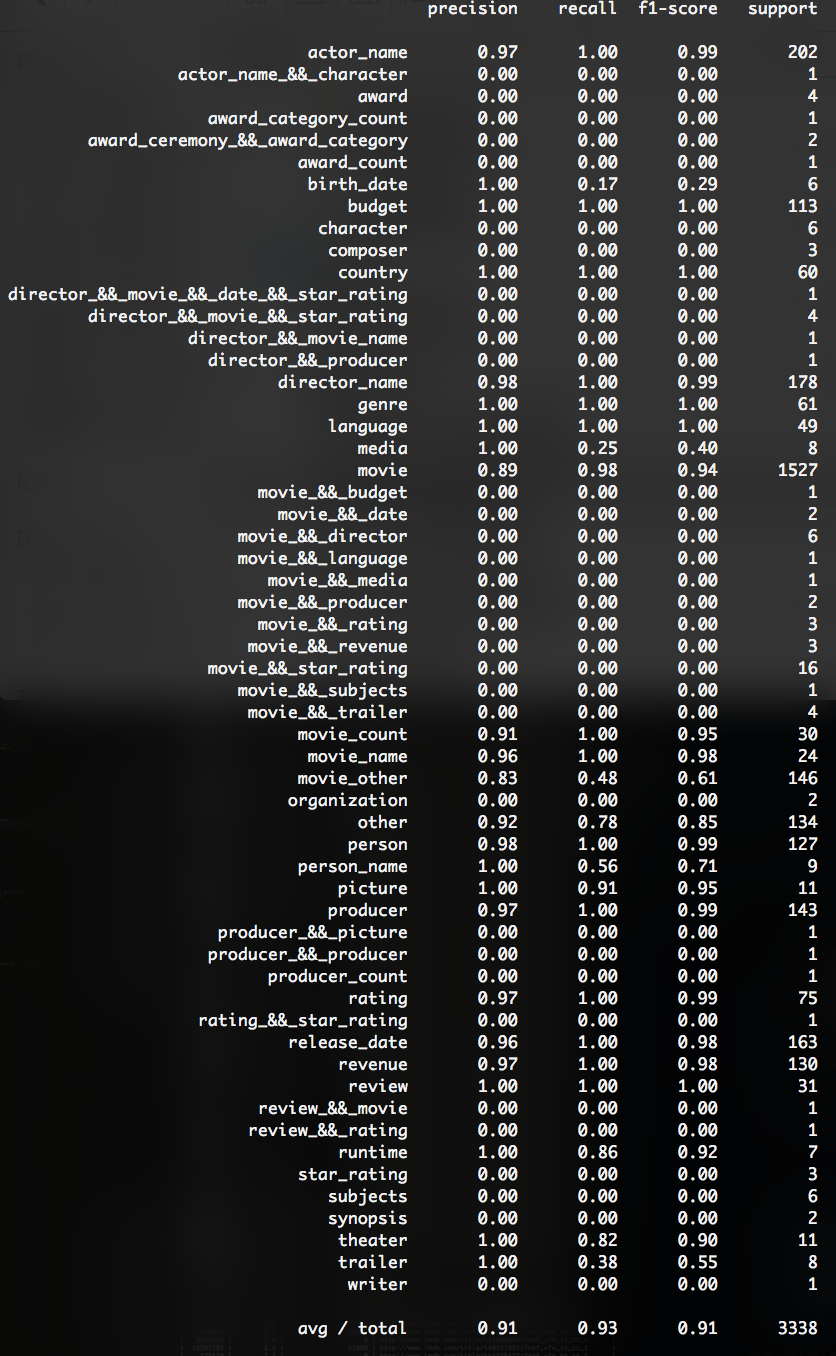 precision recall f1-score support
actor_name 0.97 1.00 0.99 202
actor_name_&&_character 0.00 0.00 0.00 1
award 0.00 0.00 0.00 4
award_category_count 0.00 0.00 0.00 1
award_ceremony_&&_award_category 0.00 0.00 0.00 2
award_count 0.00 0.00 0.00 1
birth_date 1.00 0.17 0.29 6
budget 1.00 1.00 1.00 113
character 0.00 0.00 0.00 6
composer 0.00 0.00 0.00 3
country 1.00 1.00 1.00 60
director_&&_movie_&&_date_&&_star_rating 0.00 0.00 0.00 1
director_&&_movie_&&_star_rating 0.00 0.00 0.00 4
director_&&_movie_name 0.00 0.00 0.00 1
director_&&_producer 0.00 0.00 0.00 1
director_name 0.98 1.00 0.99 178
genre 1.00 1.00 1.00 61
language 1.00 1.00 1.00 49
media 1.00 0.25 0.40 8
movie 0.89 0.98 0.94 1527
movie_&&_budget 0.00 0.00 0.00 1
movie_&&_date 0.00 0.00 0.00 2
movie_&&_director 0.00 0.00 0.00 6
movie_&&_language 0.00 0.00 0.00 1
movie_&&_media 0.00 0.00 0.00 1
movie_&&_producer 0.00 0.00 0.00 2
movie_&&_rating 0.00 0.00 0.00 3
movie_&&_revenue 0.00 0.00 0.00 3
movie_&&_star_rating 0.00 0.00 0.00 16
movie_&&_subjects 0.00 0.00 0.00 1
movie_&&_trailer 0.00 0.00 0.00 4
movie_count 0.91 1.00 0.95 30
movie_name 0.96 1.00 0.98 24
movie_other 0.83 0.48 0.61 146
organization 0.00 0.00 0.00 2
other 0.92 0.78 0.85 134
person 0.98 1.00 0.99 127
person_name 1.00 0.56 0.71 9
picture 1.00 0.91 0.95 11
producer 0.97 1.00 0.99 143
producer_&&_picture 0.00 0.00 0.00 1
producer_&&_producer 0.00 0.00 0.00 1
producer_count 0.00 0.00 0.00 1
rating 0.97 1.00 0.99 75
rating_&&_star_rating 0.00 0.00 0.00 1
release_date 0.96 1.00 0.98 163
revenue 0.97 1.00 0.98 130
review 1.00 1.00 1.00 31
review_&&_movie 0.00 0.00 0.00 1
review_&&_rating 0.00 0.00 0.00 1
runtime 1.00 0.86 0.92 7
star_rating 0.00 0.00 0.00 3
subjects 0.00 0.00 0.00 6
synopsis 0.00 0.00 0.00 2
theater 1.00 0.82 0.90 11
trailer 1.00 0.38 0.55 8
writer 0.00 0.00 0.00 1
avg / total 0.91 0.93 0.91 3338